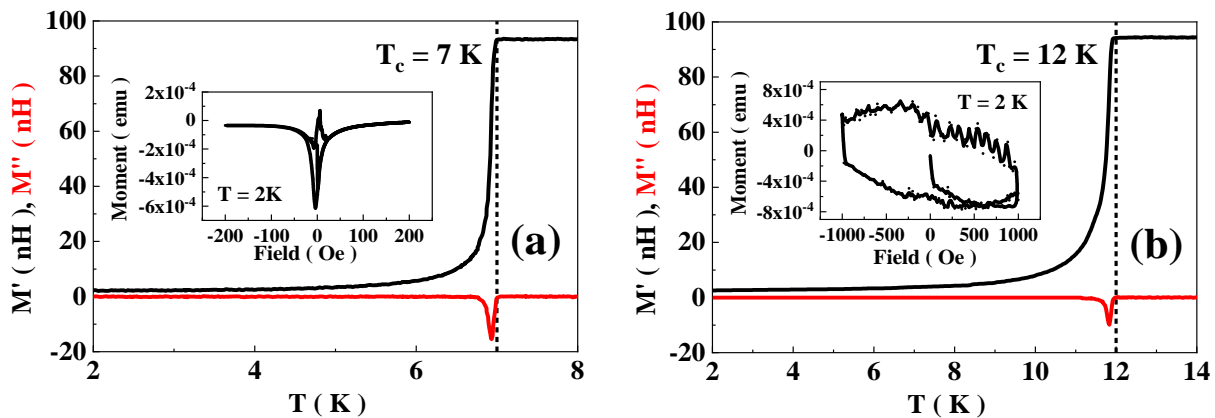 100
80
60
40
20
0
-20
M' ( nH ), M'' ( nH )
T_c = 7 K
2x10^-4
0
-2x10^-4
-4x10^-4
-6x10^-4
Moment ( emu )
T = 2K
-200 -100 0 100 200
Field ( Oe )
(a)
2 4 6 8
T ( K )
100
80
60
40
20
0
-20
M' ( nH ), M'' ( nH )
T_c = 12 K
8x10^-4
4x10^-4
0
-4x10^-4
-8x10^-4
Moment ( emu )
T = 2 K
-1000 -500 0 500 1000
Field ( Oe )
(b)
2 4 6 8 10 12 14
T ( K )